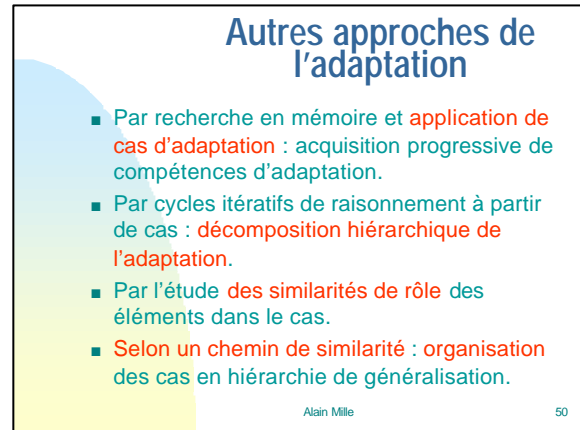 Autres approches de
l'adaptation
■ Par recherche en mémoire et application de
cas d'adaptation : acquisition progressive de
compétences d'adaptation.
■ Par cycles itératifs de raisonnement à partir
de cas : décomposition hiérarchique de
l'adaptation.
■ Par l'étude des similarités de rôle des
éléments dans le cas.
■ Selon un chemin de similarité : organisation
des cas en hiérarchie de généralisation.
Alain Mille 50